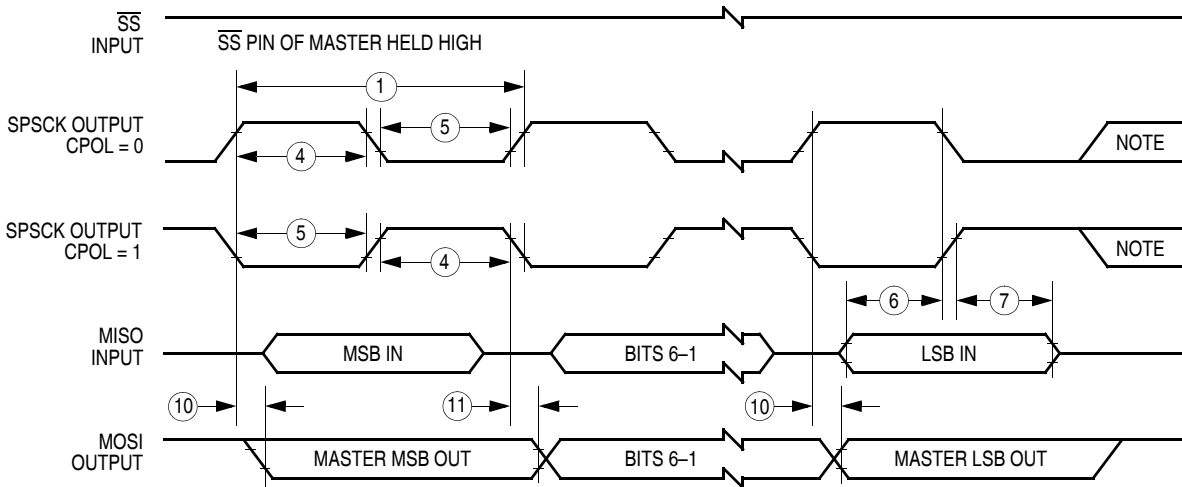 SS
INPUT
SS PIN OF MASTER HELD HIGH
1
SPSCK OUTPUT
CPOL = 0
5
4
NOTE
SPSCK OUTPUT
CPOL = 1
5
4
NOTE
6
7
MISO
INPUT
MSB IN
BITS 6–1
LSB IN
10
11
10
MOSI
OUTPUT
MASTER MSB OUT
BITS 6–1
MASTER LSB OUT